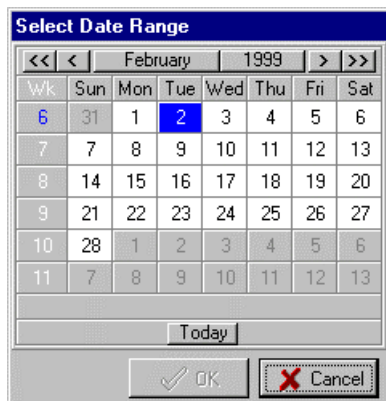 Select Date Range
<< < February 1999 > >>
Wk Sun Mon Tue Wed Thu Fri Sat
6 31 1 2 3 4 5 6
7 7 8 9 10 11 12 13
8 14 15 16 17 18 19 20
9 21 22 23 24 25 26 27
10 28 1 2 3 4 5 6
11 7 8 9 10 11 12 13
Today
OK Cancel